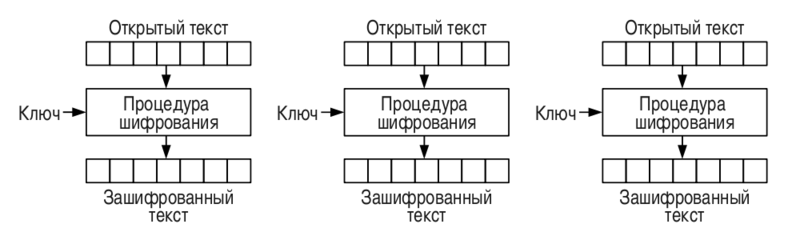 Открытый текст Открытый текст Открытый текст
Ключ Процедура шифрования Ключ Процедура шифрования Ключ Процедура шифрования
Зашифрованный текст Зашифрованный текст Зашифрованный текст